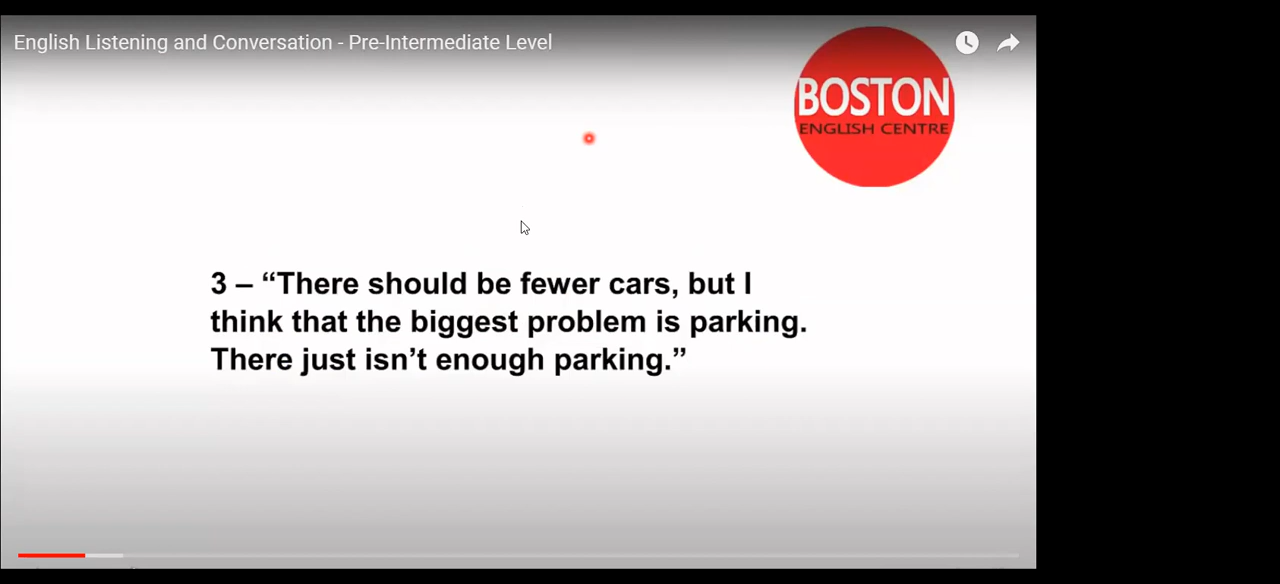 English Listening and Conversation - Pre-Intermediate Level
BOSTON
ENGLISH CENTRE
3 – “There should be fewer cars, but I
think that the biggest problem is parking.
There just isn’t enough parking.”